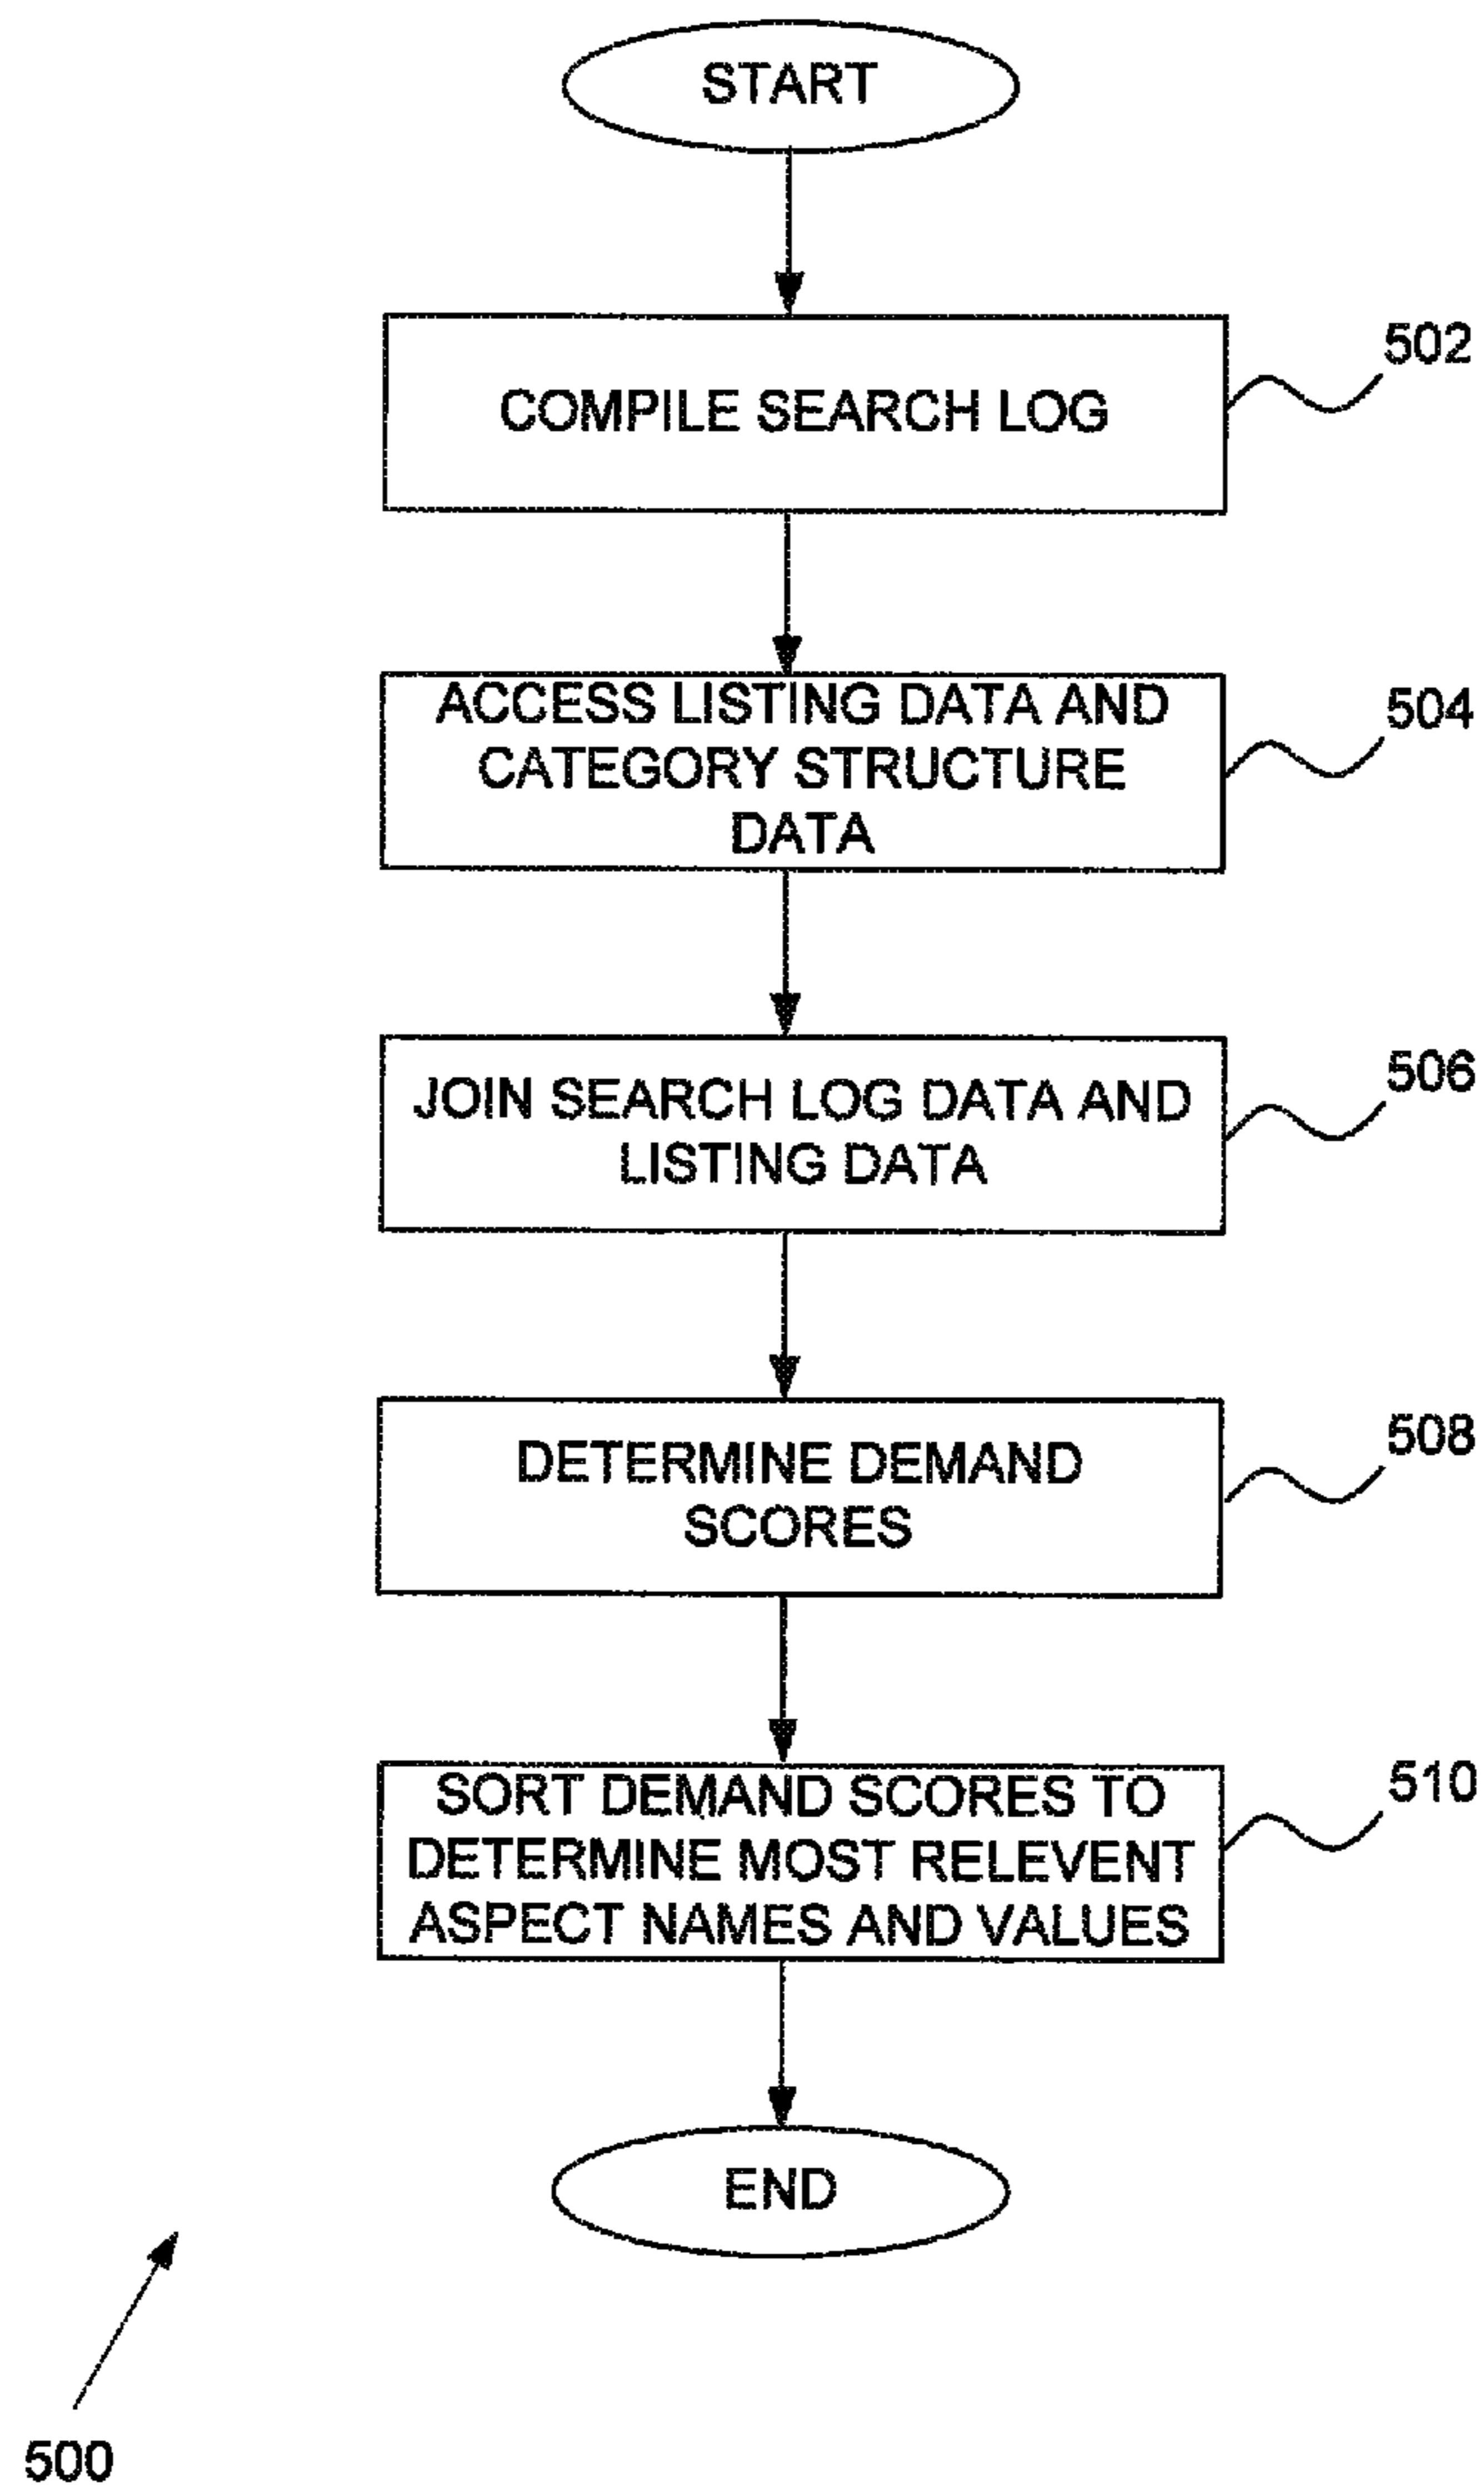 START
COMPILE SEARCH LOG
502
ACCESS LISTING DATA AND
CATEGORY STRUCTURE
DATA
504
JOIN SEARCH LOG DATA AND
LISTING DATA
506
DETERMINE DEMAND
SCORES
508
SORT DEMAND SCORES TO
DETERMINE MOST RELEVENT
ASPECT NAMES AND VALUES
510
END
500